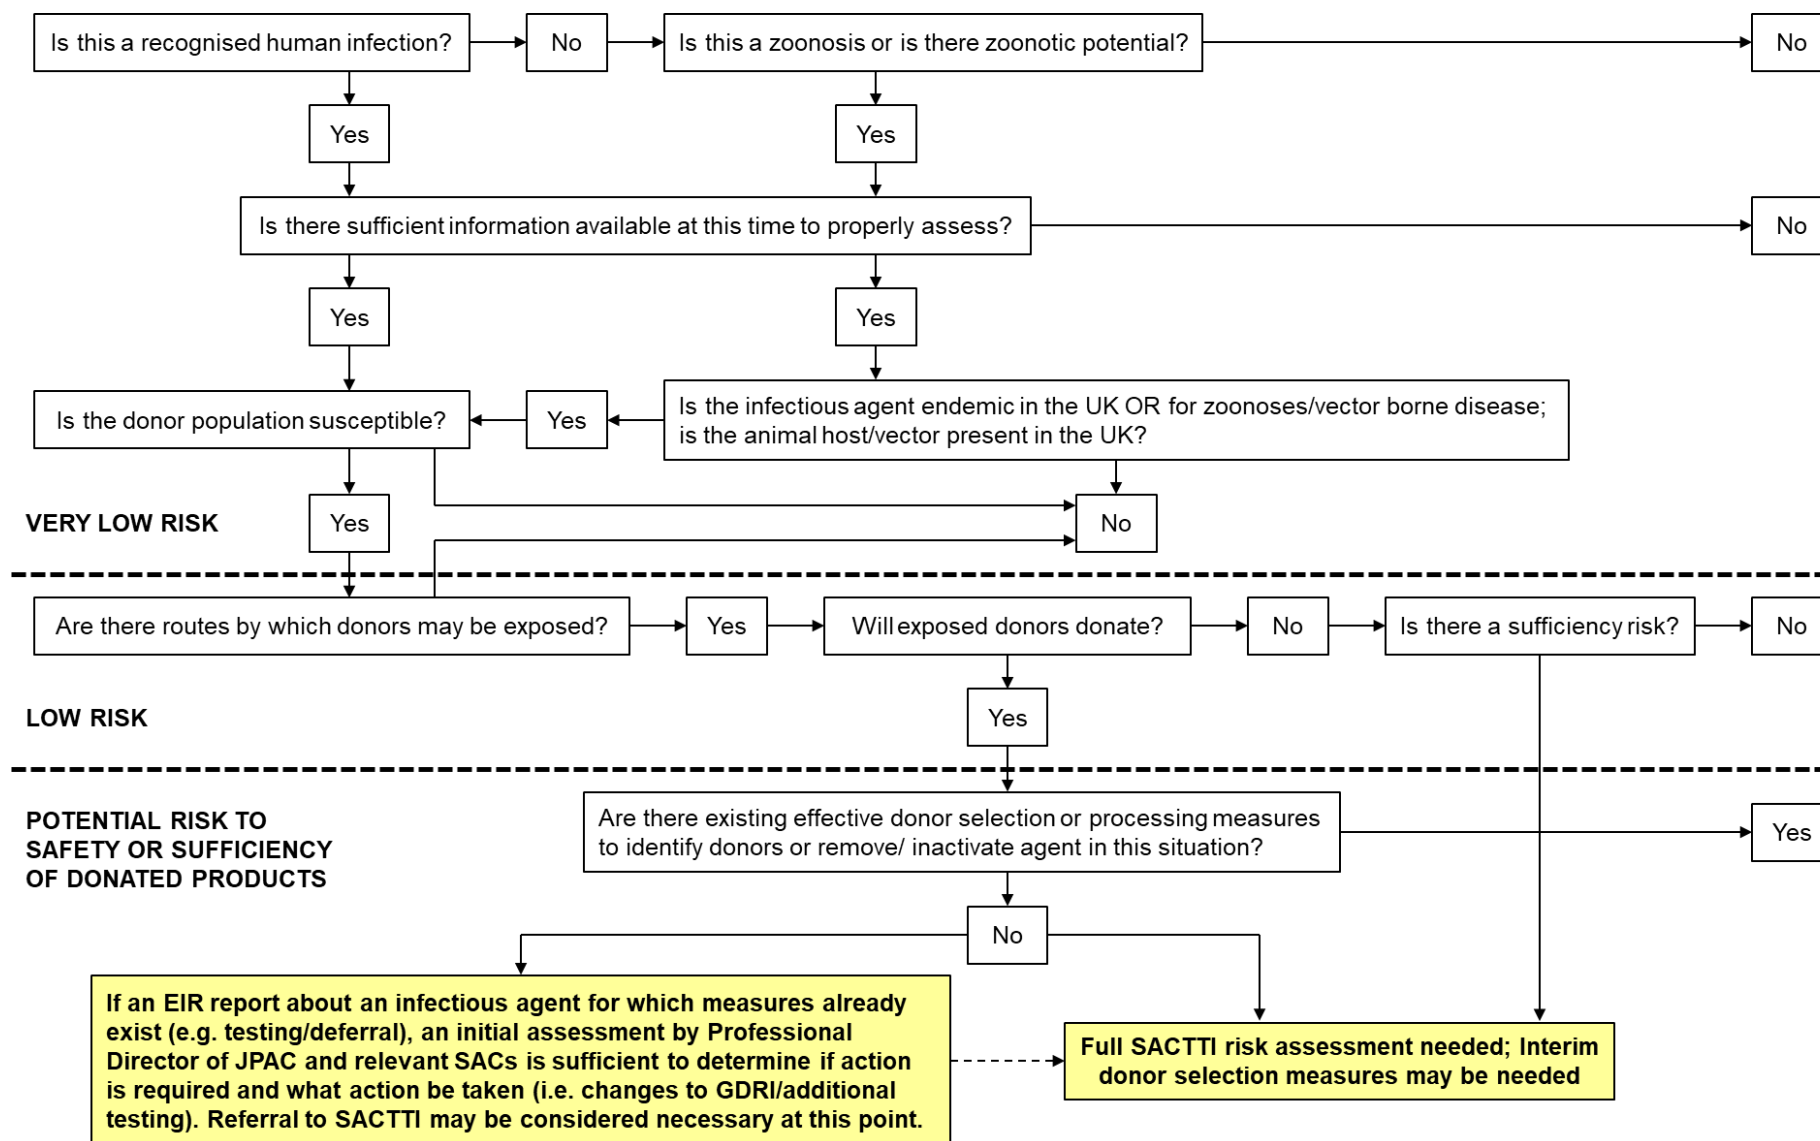 Is this a recognised human infection?
No
Is this a zoonosis or is there zoonotic potential?
No
Yes
Yes
Is there sufficient information available at this time to properly assess?
No
Yes
Yes
Is the donor population susceptible?
Yes
Is the infectious agent endemic in the UK OR for zoonoses/vector borne disease;
is the animal host/vector present in the UK?
VERY LOW RISK
Yes
No
Are there routes by which donors may be exposed?
Yes
Will exposed donors donate?
No
Is there a sufficiency risk?
No
LOW RISK
Yes
POTENTIAL RISK TO
SAFETY OR SUFFICIENCY
OF DONATED PRODUCTS
Are there existing effective donor selection or processing measures
to identify donors or remove/ inactivate agent in this situation?
Yes
No
If an EIR report about an infectious agent for which measures already
exist (e.g. testing/deferral), an initial assessment by Professional
Director of JPAC and relevant SACs is sufficient to determine if action
is required and what action be taken (i.e. changes to GDRI/additional
testing). Referral to SACTTI may be considered necessary at this point.
Full SACTTI risk assessment needed; Interim
donor selection measures may be needed